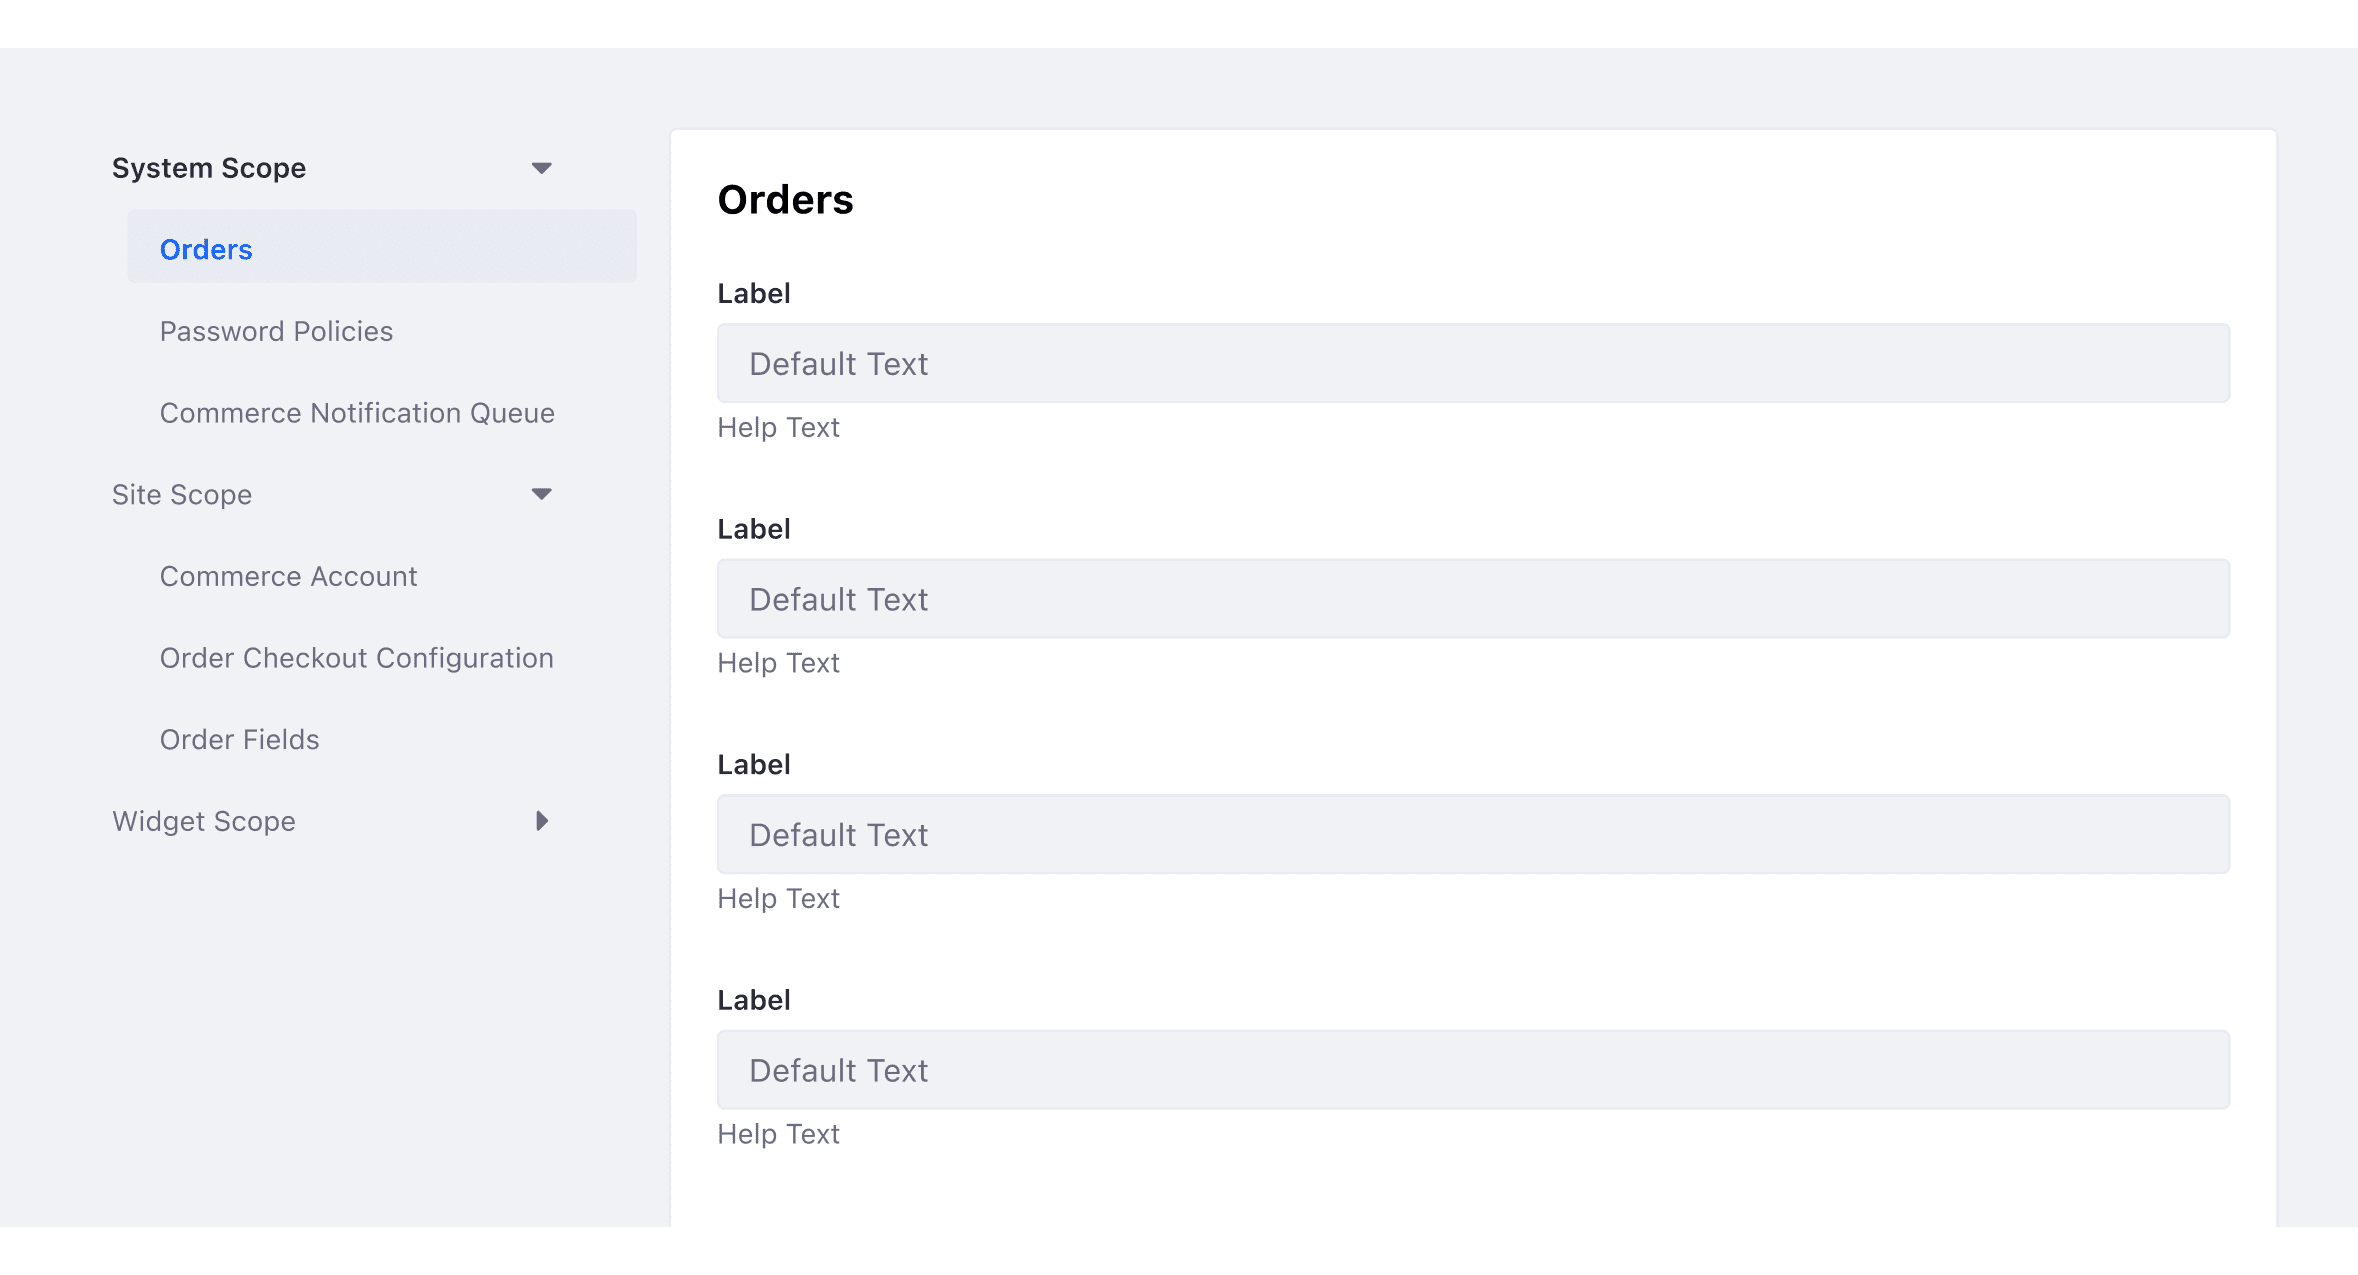 System Scope
Orders
Password Policies
Commerce Notification Queue
Site Scope
Commerce Account
Order Checkout Configuration
Order Fields
Widget Scope
Orders
Label
Default Text
Help Text
Label
Default Text
Help Text
Label
Default Text
Help Text
Label
Default Text
Help Text